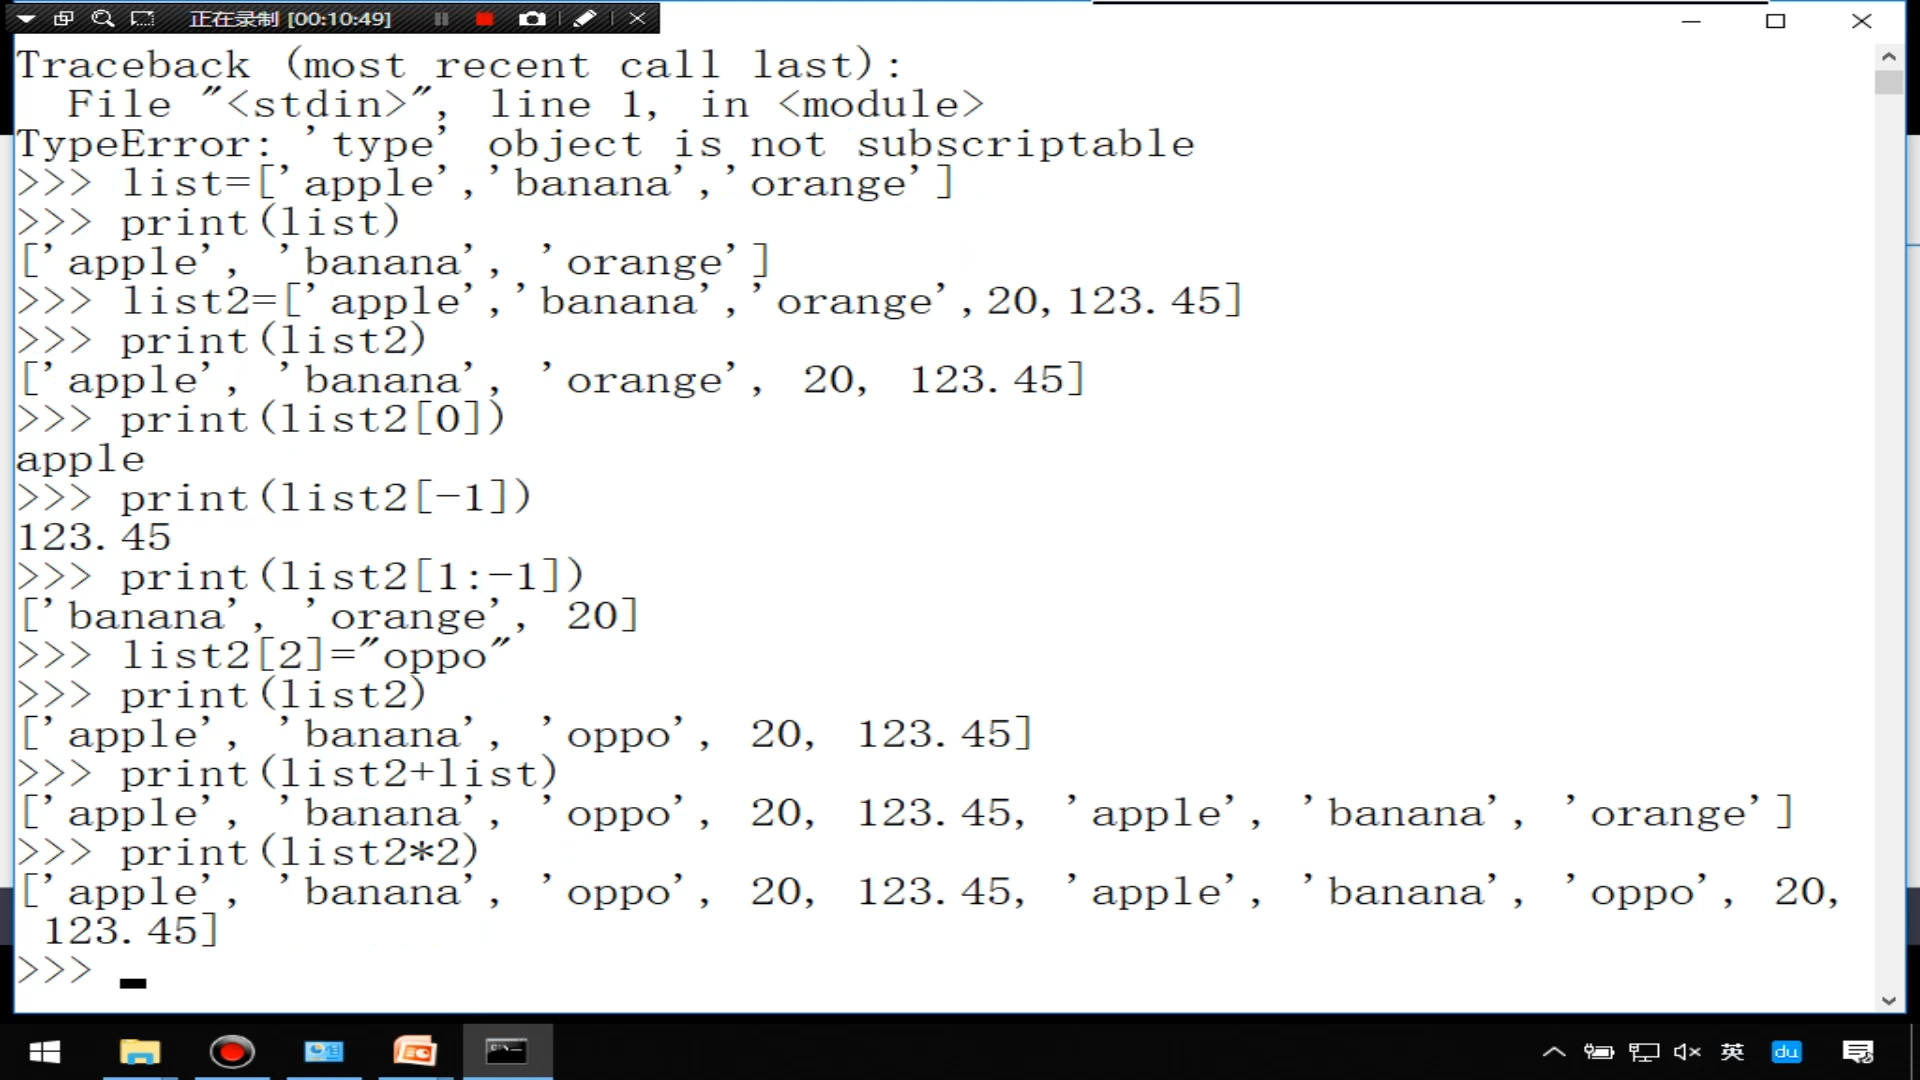 正在录制 [00:10:49]
Traceback (most recent call last):
  File "<stdin>", line 1, in <module>
TypeError: 'type' object is not subscriptable
>>> list=['apple','banana','orange']
>>> print(list)
['apple', 'banana', 'orange']
>>> list2=['apple','banana','orange',20,123.45]
>>> print(list2)
['apple', 'banana', 'orange', 20, 123.45]
>>> print(list2[0])
apple
>>> print(list2[-1])
123.45
>>> print(list2[1:-1])
['banana', 'orange', 20]
>>> list2[2]="oppo"
>>> print(list2)
['apple', 'banana', 'oppo', 20, 123.45]
>>> print(list2+list)
['apple', 'banana', 'oppo', 20, 123.45, 'apple', 'banana', 'orange']
>>> print(list2*2)
['apple', 'banana', 'oppo', 20, 123.45, 'apple', 'banana', 'oppo', 20,
 123.45]
>>>
英 du